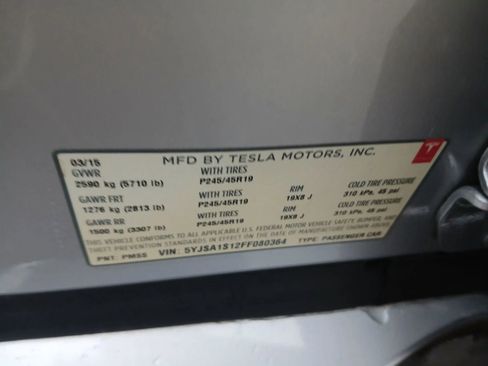 03/15 MFD BY TESLA MOTORS, INC.
GVWR WITH TIRES
2590 kg (5710 lb) P245/45R19
GAWR FRT WITH TIRES RIM COLD TIRE PRESSURE
1276 kg (2813 lb) P245/45R19 19X8 J 310 kPa, 45 psi
GAWR RR WITH TIRES RIM COLD TIRE PRESSURE
1500 kg (3307 lb) P245/45R19 19X8 J 310 kPa, 45 psi
THIS VEHICLE CONFORMS TO ALL APPLICABLE U.S. FEDERAL MOTOR VEHICLE SAFETY, BUMPER, AND
THEFT PREVENTION STANDARDS IN EFFECT ON THE DATE OF MANUFACTURE SHOWN ABOVE.
PNT: PMSS VIN: 5YJSA1S12FF080364 TYPE: PASSENGER CAR
TESLA